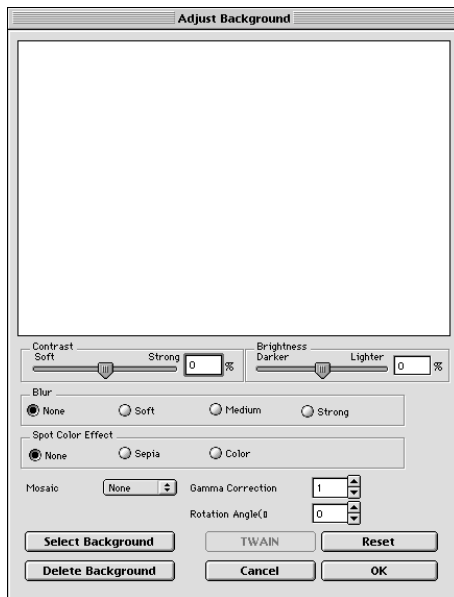 Adjust Background
Contrast
Soft Strong 0 %
Brightness
Darker Lighter 0 %
Blur
None Soft Medium Strong
Spot Color Effect
None Sepia Color
Mosaic None Gamma Correction 1
Rotation Angle( 0
Select Background TWAIN Reset
Delete Background Cancel OK